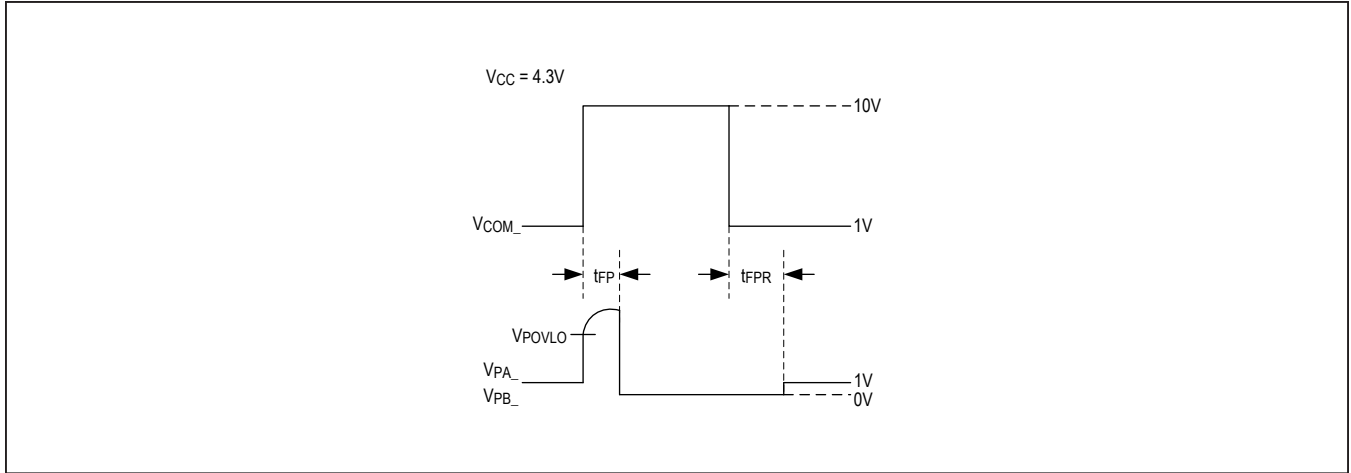 VCC = 4.3V
10V
VCOM_
1V
tFP
tFPR
VPOVLO
VPA_
1V
VPB_
0V